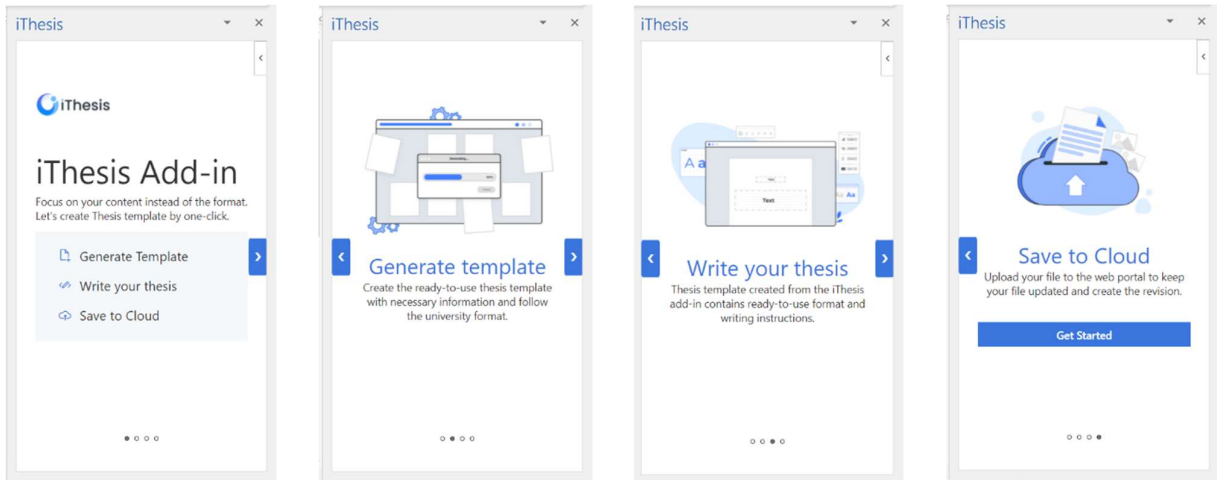 iThesis
iThesis
iThesis Add-in
Focus on your content instead of the format.
Let's create Thesis template by one-click.
Generate Template
Write your thesis
Save to Cloud
iThesis
Generate template
Create the ready-to-use thesis template
with necessary information and follow
the university format.
iThesis
A a
Text
Aa
Write your thesis
Thesis template created from the iThesis
add-in contains ready-to-use format and
writing instructions.
iThesis
Save to Cloud
Upload your file to the web portal to keep
your file updated and create the revision.
Get Started